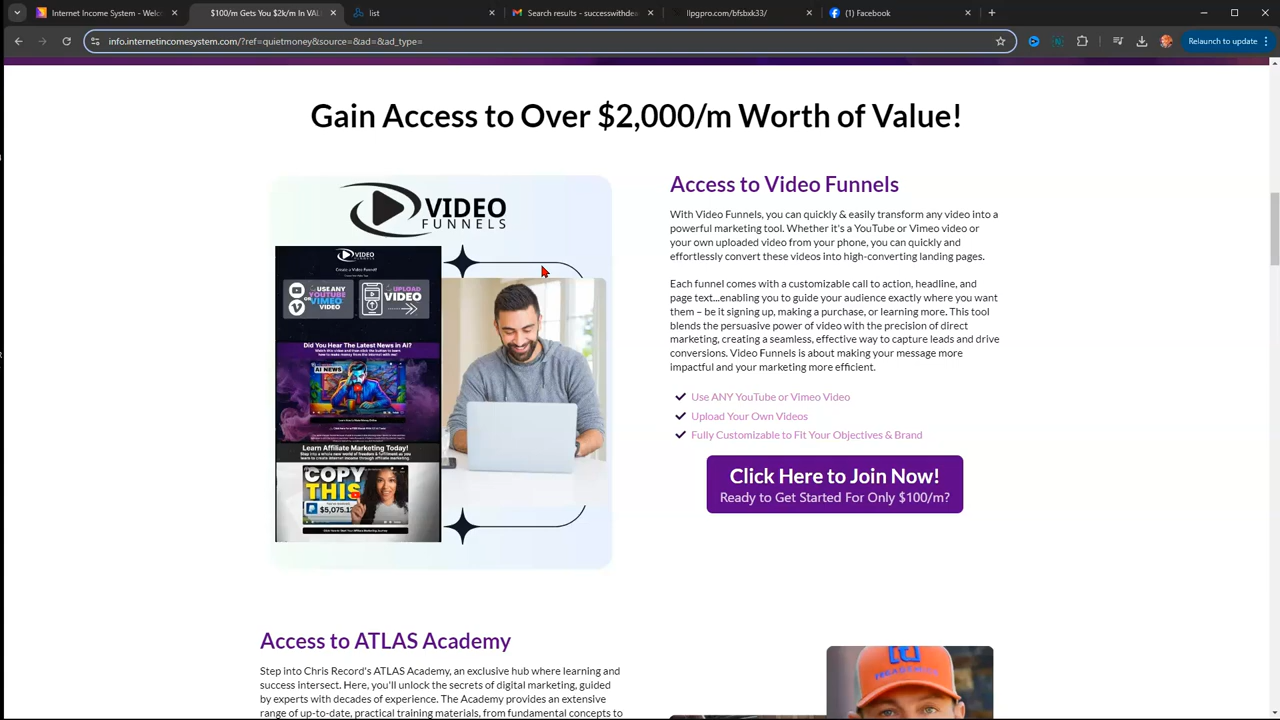 Internet Income System - Welco
$100/m Gets You $2k/m In VAL
list
Search results - successwithde
llpgpro.com/bfsbxk33/
(1) Facebook
info.internetincomesystem.com/?ref=quietmoney&source=&ad=&ad_type=
Relaunch to update
Gain Access to Over $2,000/m Worth of Value!
VIDEO
FUNNELS
VIDEO
FUNNELS
Create a Video Funnel!
USE ANY
YOUTUBE
OR VIMEO
VIDEO
UPLOAD
VIDEO
Did You Hear The Latest News in AI?
AI NEWS
Learn Affiliate Marketing Today!
COPY
THIS
$5,075.1
Access to Video Funnels
With Video Funnels, you can quickly & easily transform any video into a
powerful marketing tool. Whether it's a YouTube or Vimeo video or
your own uploaded video from your phone, you can quickly and
effortlessly convert these videos into high-converting landing pages.
Each funnel comes with a customizable call to action, headline, and
page text...enabling you to guide your audience exactly where you want
them – be it signing up, making a purchase, or learning more. This tool
blends the persuasive power of video with the precision of direct
marketing, creating a seamless, effective way to capture leads and drive
conversions. Video Funnels is about making your message more
impactful and your marketing more efficient.
Use ANY YouTube or Vimeo Video
Upload Your Own Videos
Fully Customizable to Fit Your Objectives & Brand
Click Here to Join Now!
Ready to Get Started For Only $100/m?
Access to ATLAS Academy
Step into Chris Record's ATLAS Academy, an exclusive hub where learning and
success intersect. Here, you'll unlock the secrets of digital marketing, guided
by experts with decades of experience. The Academy provides an extensive
range of up-to-date, practical training materials, from fundamental concepts to